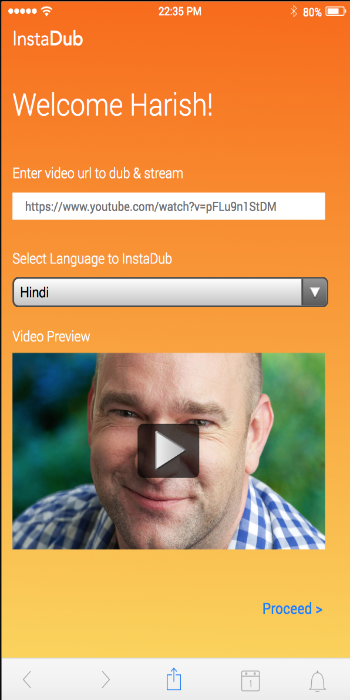 22:35 PM 80%
InstaDub
Welcome Harish!
Enter video url to dub & stream
https://www.youtube.com/watch?v=pFLu9n1StDM
Select Language to InstaDub
Hindi
Video Preview
Proceed >
1